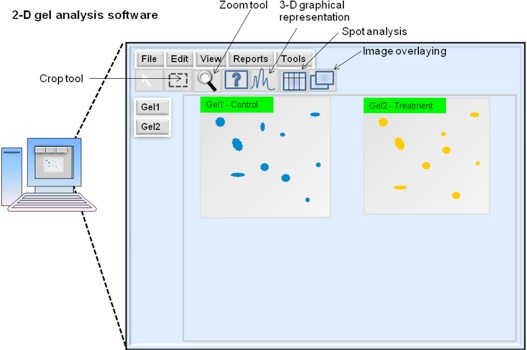 Zoom tool
3-D graphical
representation
2-D gel analysis software
Spot analysis
Image overlaying
File Edit View Reports Tools
Crop tool
?
Gel1
Gel2
Gel1 - Control
Gel2 - Treatment